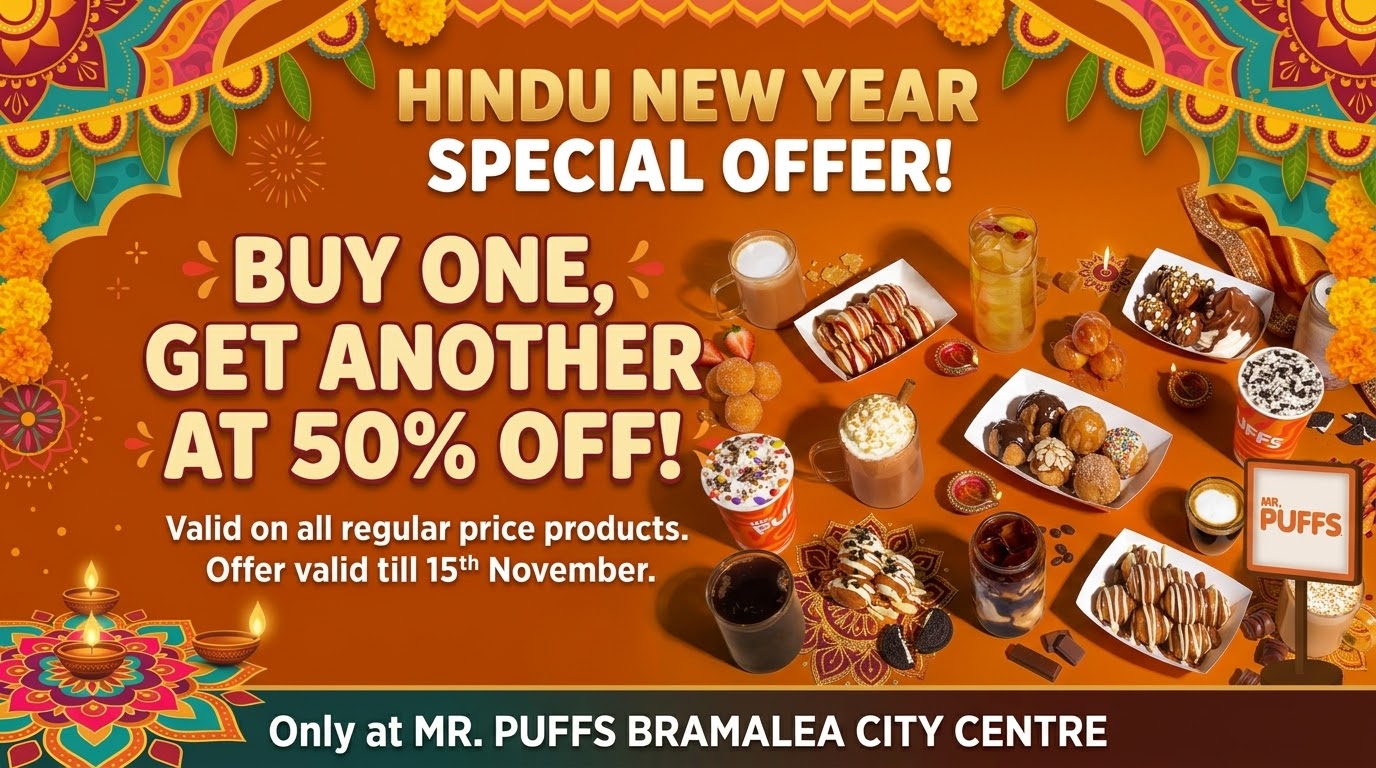 HINDU NEW YEAR
SPECIAL OFFER!
BUY ONE,
GET ANOTHER
AT 50% OFF!
Valid on all regular price products.
Offer valid till 15th November.
UFFS
MR.
PUFFS
Only at MR. PUFFS BRAMALEA CITY CENTRE